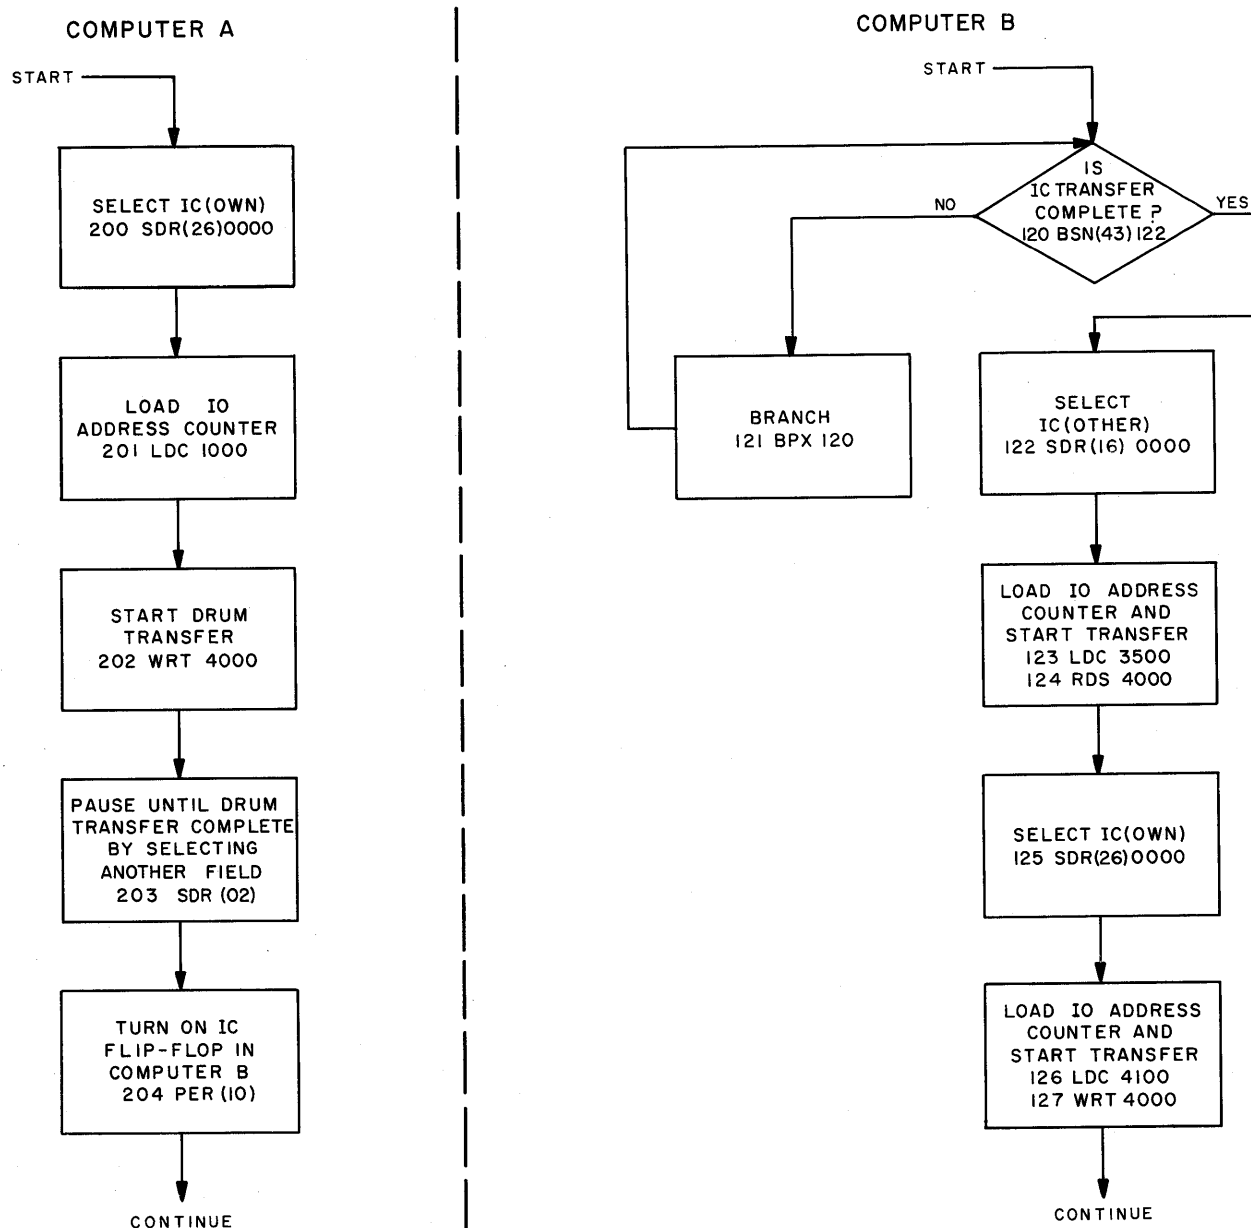 COMPUTER A
START
SELECT IC(OWN)
200 SDR(26)0000
LOAD IO
ADDRESS COUNTER
201 LDC 1000
START DRUM
TRANSFER
202 WRT 4000
PAUSE UNTIL DRUM
TRANSFER COMPLETE
BY SELECTING
ANOTHER FIELD
203 SDR (02)
TURN ON IC
FLIP-FLOP IN
COMPUTER B
204 PER (10)
CONTINUE
COMPUTER B
START
IS
IC TRANSFER
COMPLETE ?
120 BSN(43) 122
NO
YES
BRANCH
121 BPX 120
SELECT
IC(OTHER)
122 SDR(16) 0000
LOAD IO ADDRESS
COUNTER AND
START TRANSFER
123 LDC 3500
124 RDS 4000
SELECT IC(OWN)
125 SDR(26)0000
LOAD IO ADDRESS
COUNTER AND
START TRANSFER
126 LDC 4100
127 WRT 4000
CONTINUE